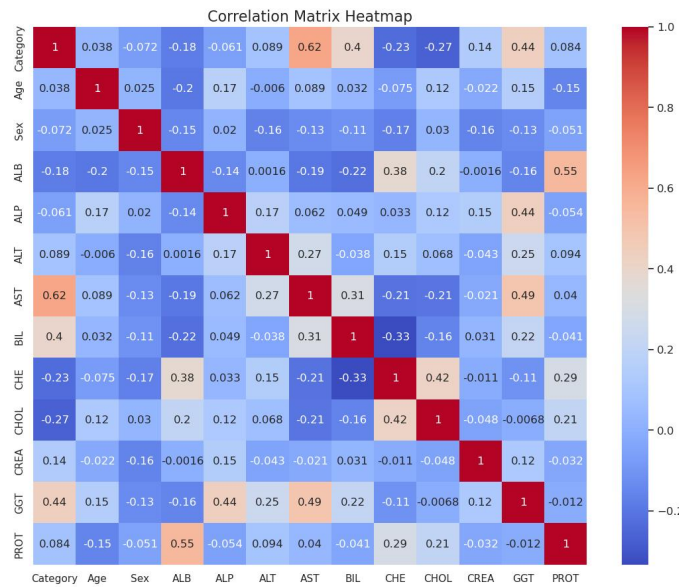 Correlation Matrix Heatmap
Category 1 0.038 -0.072 -0.18 -0.061 0.089 0.62 0.4 -0.23 -0.27 0.14 0.44 0.084
Age 0.038 1 0.025 -0.2 0.17 -0.006 0.089 0.032 -0.075 0.12 -0.022 0.15 -0.15
Sex -0.072 0.025 1 -0.15 0.02 -0.16 -0.13 -0.11 -0.17 0.03 -0.16 -0.13 -0.051
ALB -0.18 -0.2 -0.15 1 -0.14 0.0016 -0.19 -0.22 0.38 0.2 -0.0016 -0.16 0.55
ALP -0.061 0.17 0.02 -0.14 1 0.17 0.062 0.049 0.033 0.12 0.15 0.44 -0.054
ALT 0.089 -0.006 -0.16 0.0016 0.17 1 0.27 -0.038 0.15 0.068 -0.043 0.25 0.094
AST 0.62 0.089 -0.13 -0.19 0.062 0.27 1 0.31 -0.21 -0.21 -0.021 0.49 0.04
BIL 0.4 0.032 -0.11 -0.22 0.049 -0.038 0.31 1 -0.33 -0.16 0.031 0.22 -0.041
CHE -0.23 -0.075 -0.17 0.38 0.033 0.15 -0.21 -0.33 1 0.42 -0.011 -0.11 0.29
CHOL -0.27 0.12 0.03 0.2 0.12 0.068 -0.21 -0.16 0.42 1 -0.048 -0.0068 0.21
CREA 0.14 -0.022 -0.16 -0.0016 0.15 -0.043 -0.021 0.031 -0.011 -0.048 1 0.12 -0.032
GGT 0.44 0.15 -0.13 -0.16 0.44 0.25 0.49 0.22 -0.11 -0.0068 0.12 1 -0.012
PROT 0.084 -0.15 -0.051 0.55 -0.054 0.094 0.04 -0.041 0.29 0.21 -0.032 -0.012 1
Category Age Sex ALB ALP ALT AST BIL CHE CHOL CREA GGT PROT
1.0
0.8
0.6
0.4
0.2
0.0